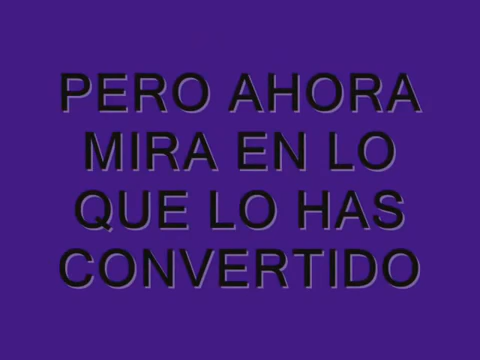 PERO AHORA
MIRA EN LO
QUE LO HAS
CONVERTIDO